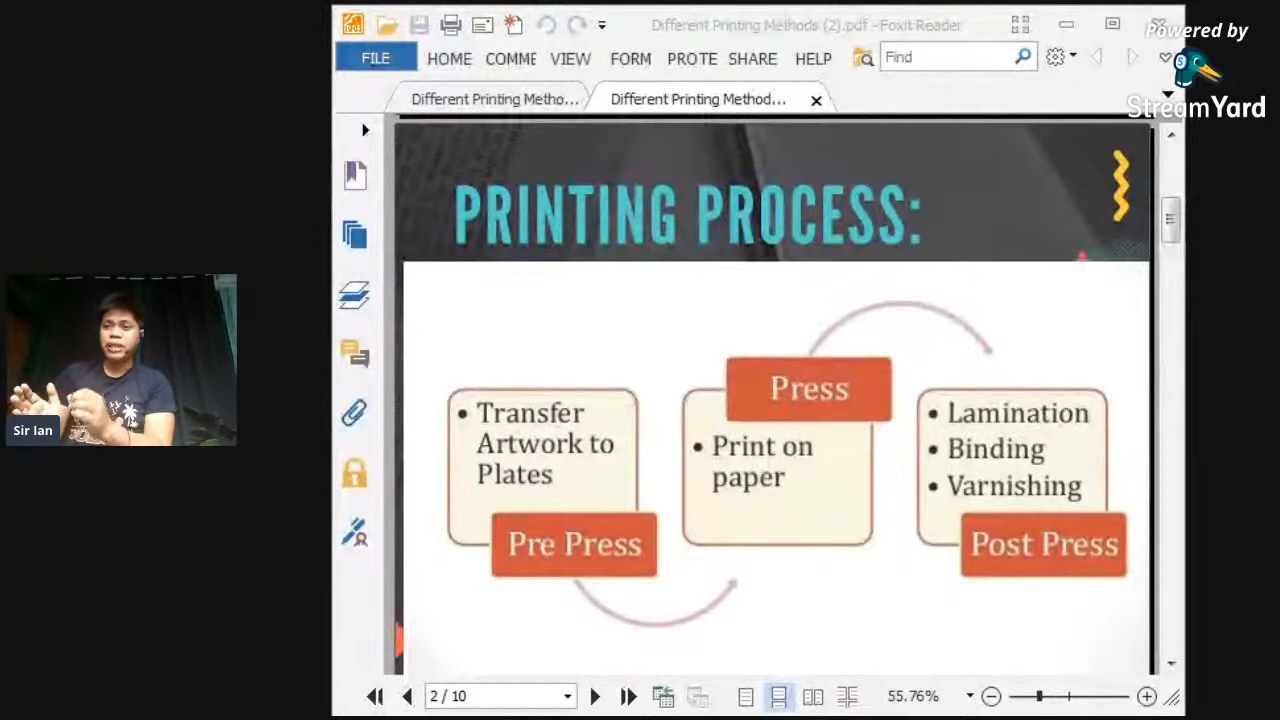 Different Printing Methods (2).pdf - Foxit Reader
Powered by
StreamYard
FILE HOME COMME VIEW FORM PROTE SHARE HELP Find
Different Printing Metho... Different Printing Method...
PRINTING PROCESS:
• Transfer
Artwork to
Plates
Pre Press
Press
• Print on
paper
• Lamination
• Binding
• Varnishing
Post Press
Sir Ian
2 / 10 55.76%